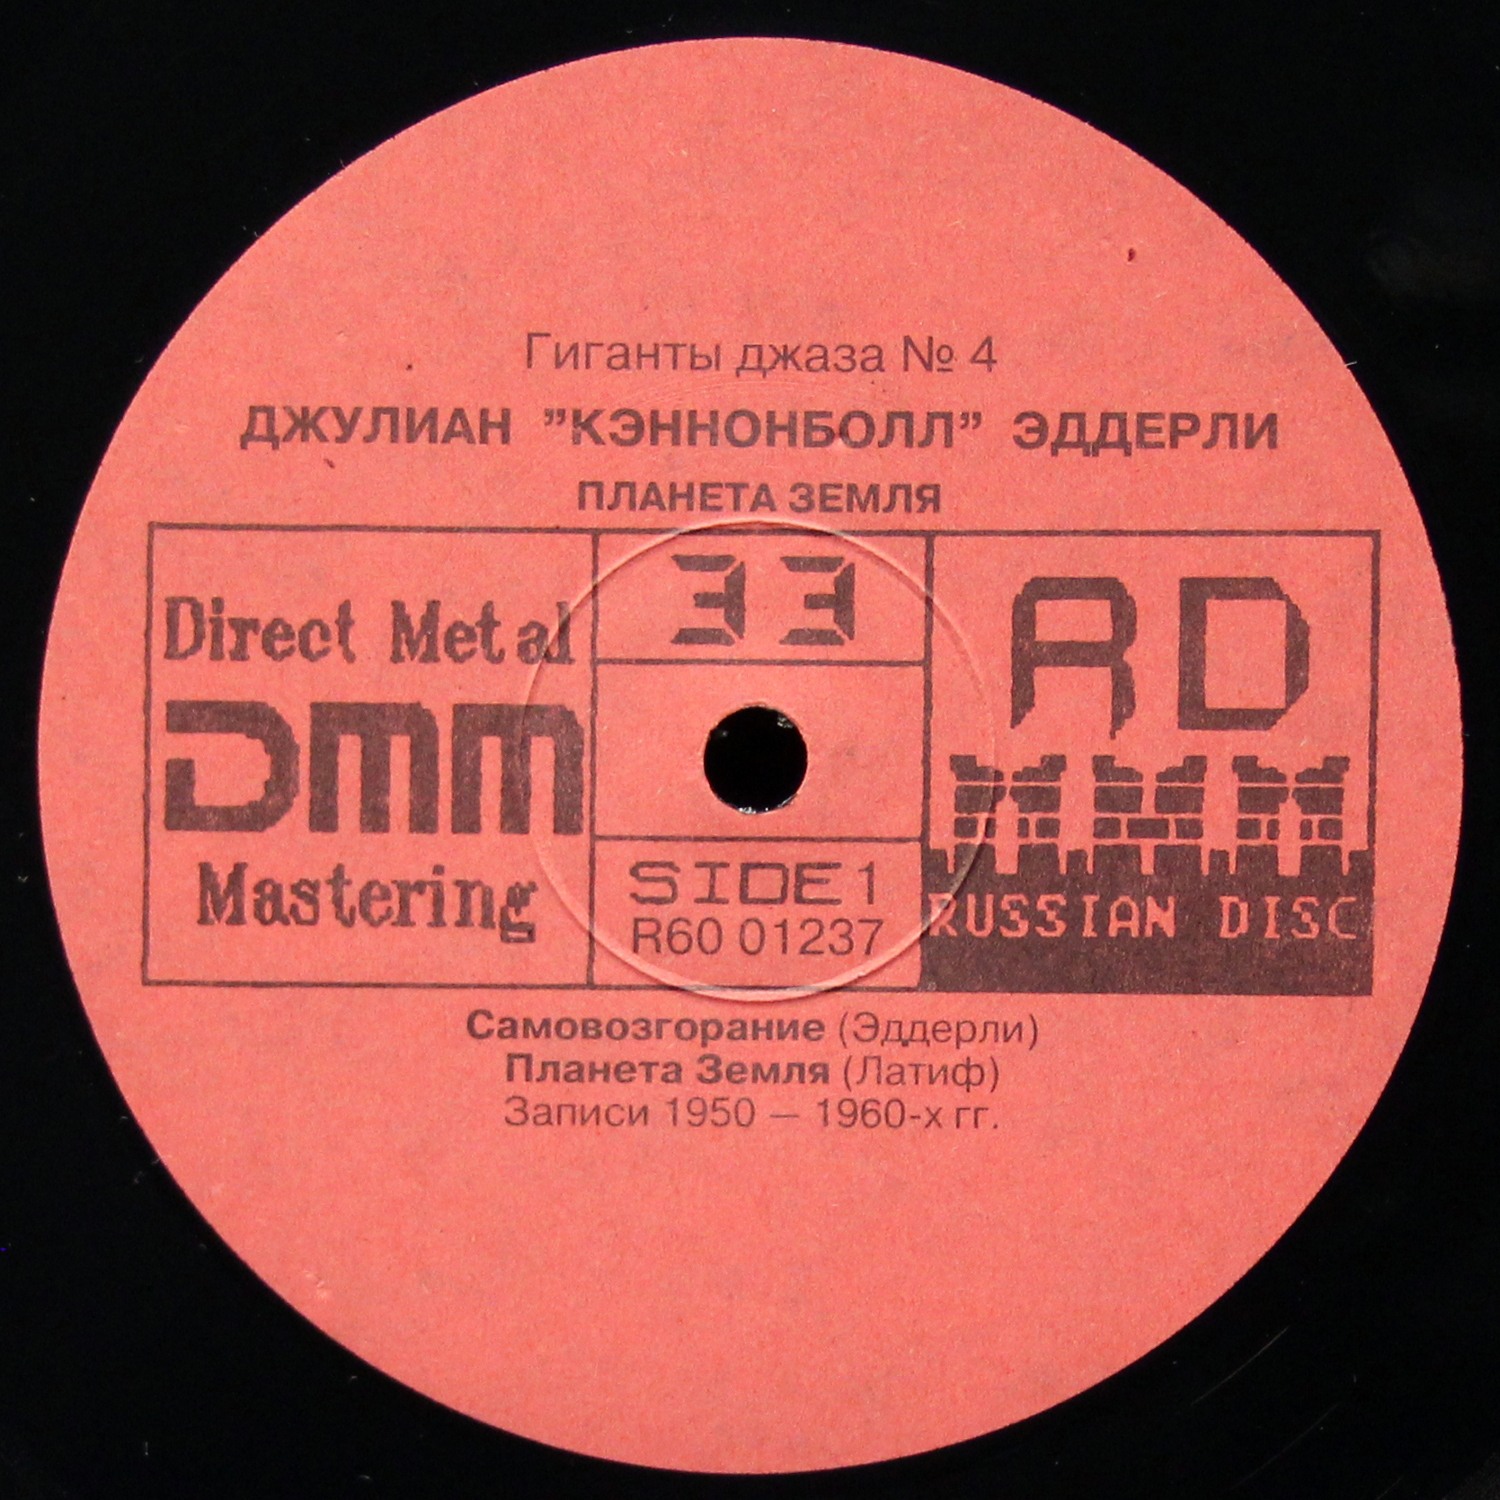 Гиганты джаза № 4
ДЖУЛИАН ”КЭННОНБОЛЛ” ЭДДЕРЛИ
ПЛАНЕТА ЗЕМЛЯ
Direct Metal
DMM
Mastering
33
SIDE 1
R60 01237
RD
RUSSIAN DISC
Самовозгорание (Эддерли)
Планета Земля (Латиф)
Записи 1950 — 1960-х гг.